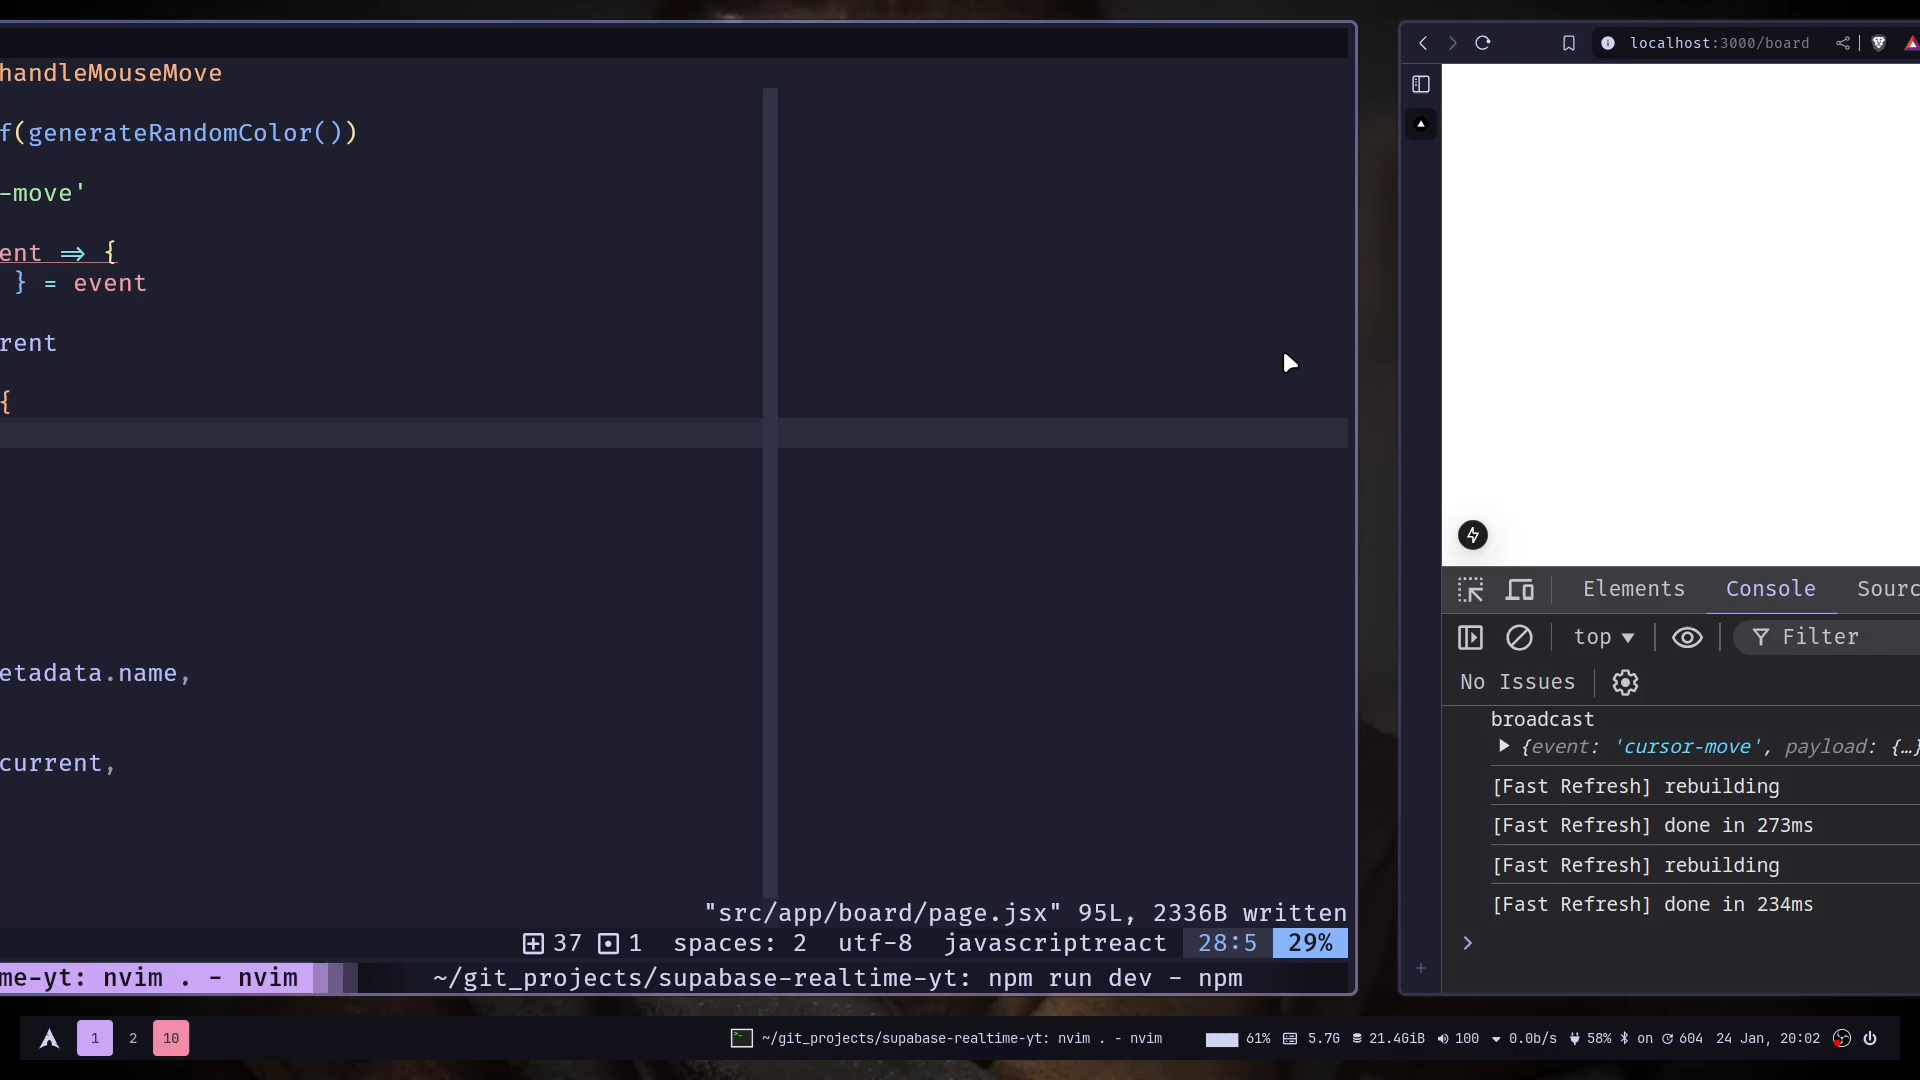 handleMouseMove
f(generateRandomColor())
-move'
ent => {
} = event
rent
{
etadata.name,
current,
"src/app/board/page.jsx" 95L, 2336B written
37 1 spaces: 2 utf-8 javascriptreact 28:5 29%
me-yt: nvim . - nvim ~/git_projects/supabase-realtime-yt: npm run dev - npm
localhost:3000/board
Elements Console Sourc
top Filter
No Issues
broadcast
{event: 'cursor-move', payload: {…}
[Fast Refresh] rebuilding
[Fast Refresh] done in 273ms
[Fast Refresh] rebuilding
[Fast Refresh] done in 234ms
1 2 10 ~/git_projects/supabase-realtime-yt: nvim . - nvim 61% 5.7G 21.4GiB 100 0.0b/s 58% on 604 24 Jan, 20:02